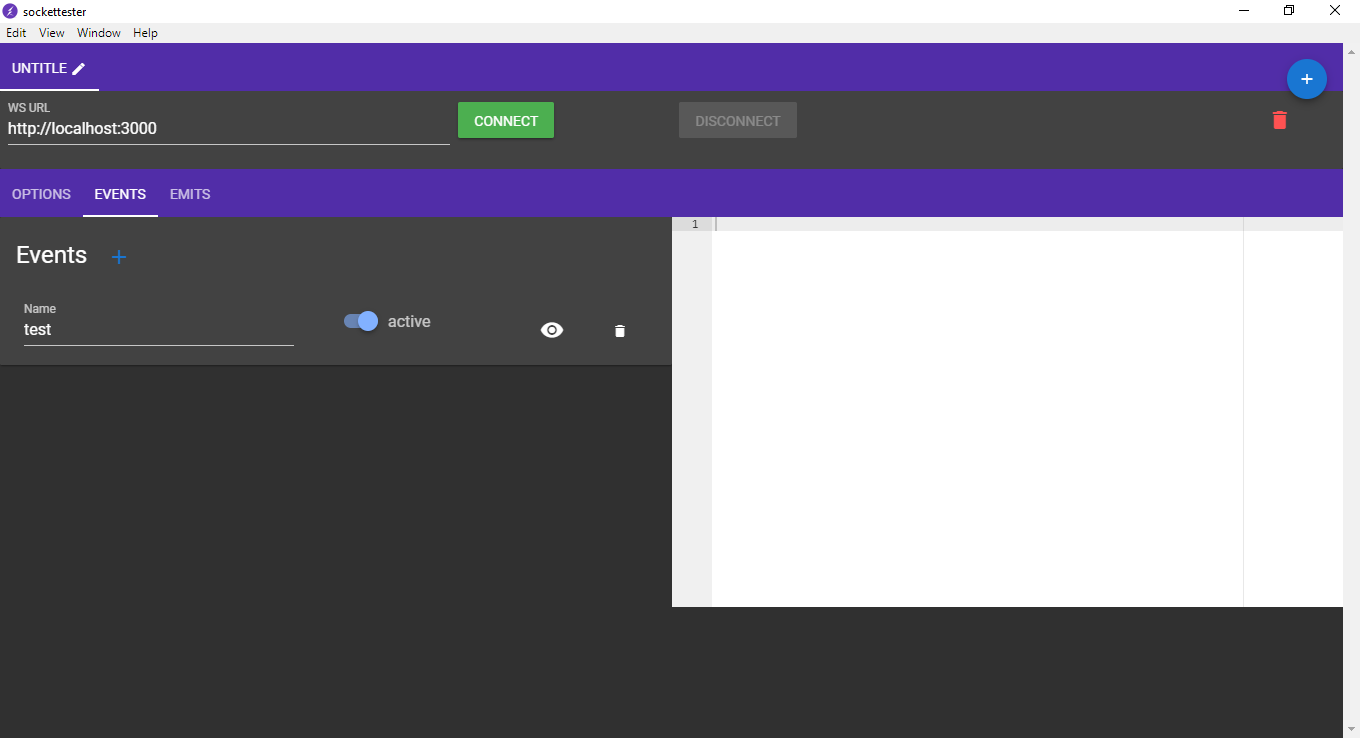 sockettester
Edit View Window Help
UNTITLE
WS URL
http://localhost:3000
CONNECT
DISCONNECT
OPTIONS EVENTS EMITS
Events
1
Name
test
active